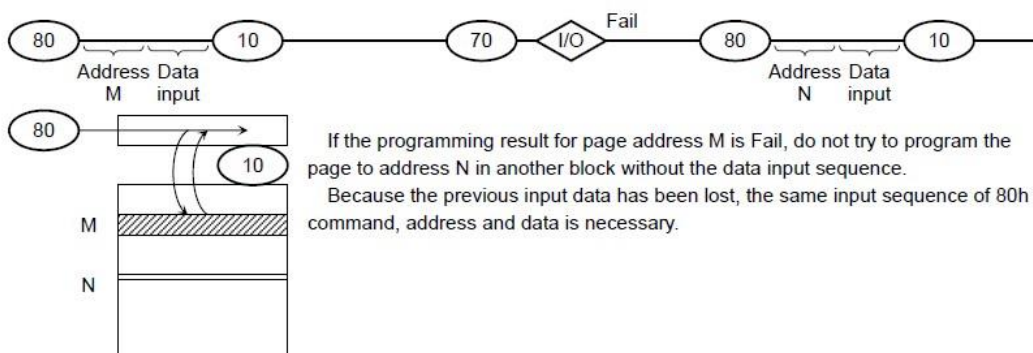 Fail
80 10 70 I/O 80 10
Address Data Address Data
M input N input
80
10
If the programming result for page address M is Fail, do not try to program the
page to address N in another block without the data input sequence.
Because the previous input data has been lost, the same input sequence of 80h
command, address and data is necessary.
M
N